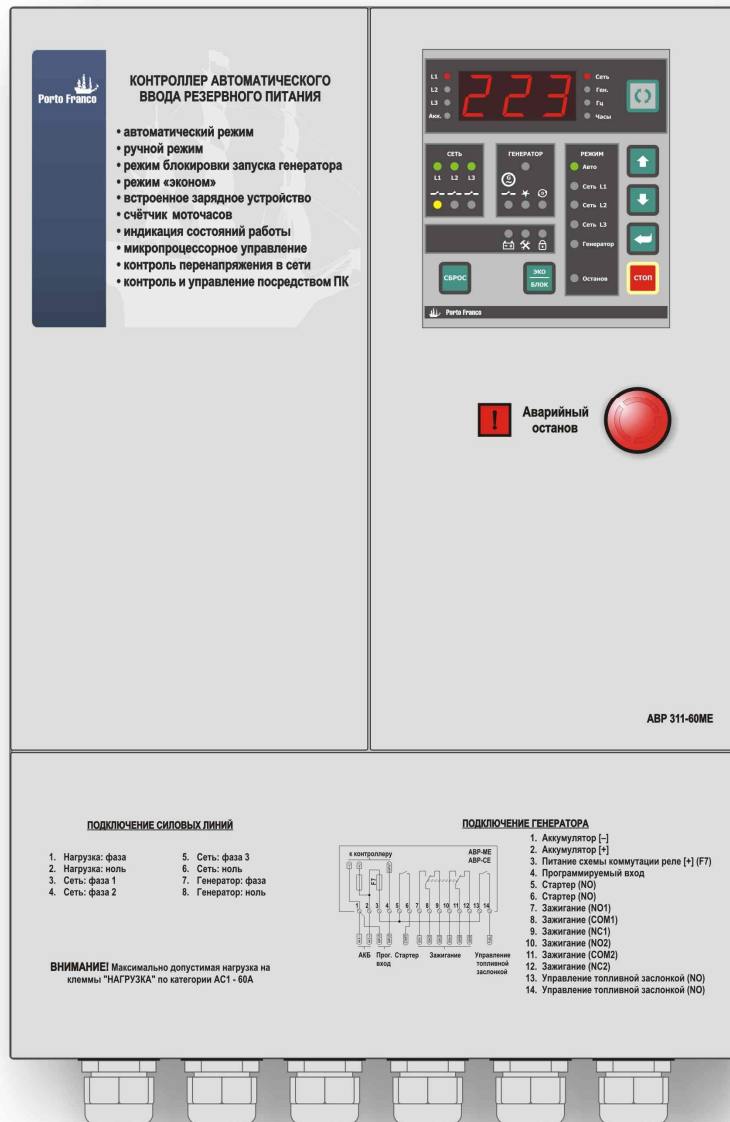 Porto Franco
КОНТРОЛЛЕР АВТОМАТИЧЕСКОГО
ВВОДА РЕЗЕРВНОГО ПИТАНИЯ
• автоматический режим
• ручной режим
• режим блокировки запуска генератора
• режим «эконом»
• встроенное зарядное устройство
• счётчик моточасов
• индикация состояний работы
• микропроцессорное управление
• контроль перенапряжения в сети
• контроль и управление посредством ПК
L1
L2
L3
Акк.
223
Сеть
Ген.
Гц
Часы
СЕТЬ
L1 L2 L3
ГЕНЕРАТОР
РЕЖИМ
Авто
Сеть L1
Сеть L2
Сеть L3
Генератор
Останов
СБРОС
ЭКО
БЛОК
СТОП
Porto Franco
!
Аварийный
останов
АВР 311-60МЕ
ПОДКЛЮЧЕНИЕ СИЛОВЫХ ЛИНИЙ
1. Нагрузка: фаза
2. Нагрузка: ноль
3. Сеть: фаза 1
4. Сеть: фаза 2
5. Сеть: фаза 3
6. Сеть: ноль
7. Генератор: фаза
8. Генератор: ноль
ВНИМАНИЕ! Максимально допустимая нагрузка на
клеммы "НАГРУЗКА" по категории АС1 - 60А
ПОДКЛЮЧЕНИЕ ГЕНЕРАТОРА
к контроллеру
АВР-МЕ
АВР-СЕ
F7
1 2 3 4 5 6 7 8 9 10 11 12 13 14
АКБ
Прог.
вход
Стартер
Зажигание
Управление
топливной
заслонкой
1. Аккумулятор [–]
2. Аккумулятор [+]
3. Питание схемы коммутации реле [+] (F7)
4. Программируемый вход
5. Стартер (NO)
6. Стартер (NO)
7. Зажигание (NO1)
8. Зажигание (COM1)
9. Зажигание (NC1)
10. Зажигание (NO2)
11. Зажигание (COM2)
12. Зажигание (NC2)
13. Управление топливной заслонкой (NO)
14. Управление топливной заслонкой (NO)